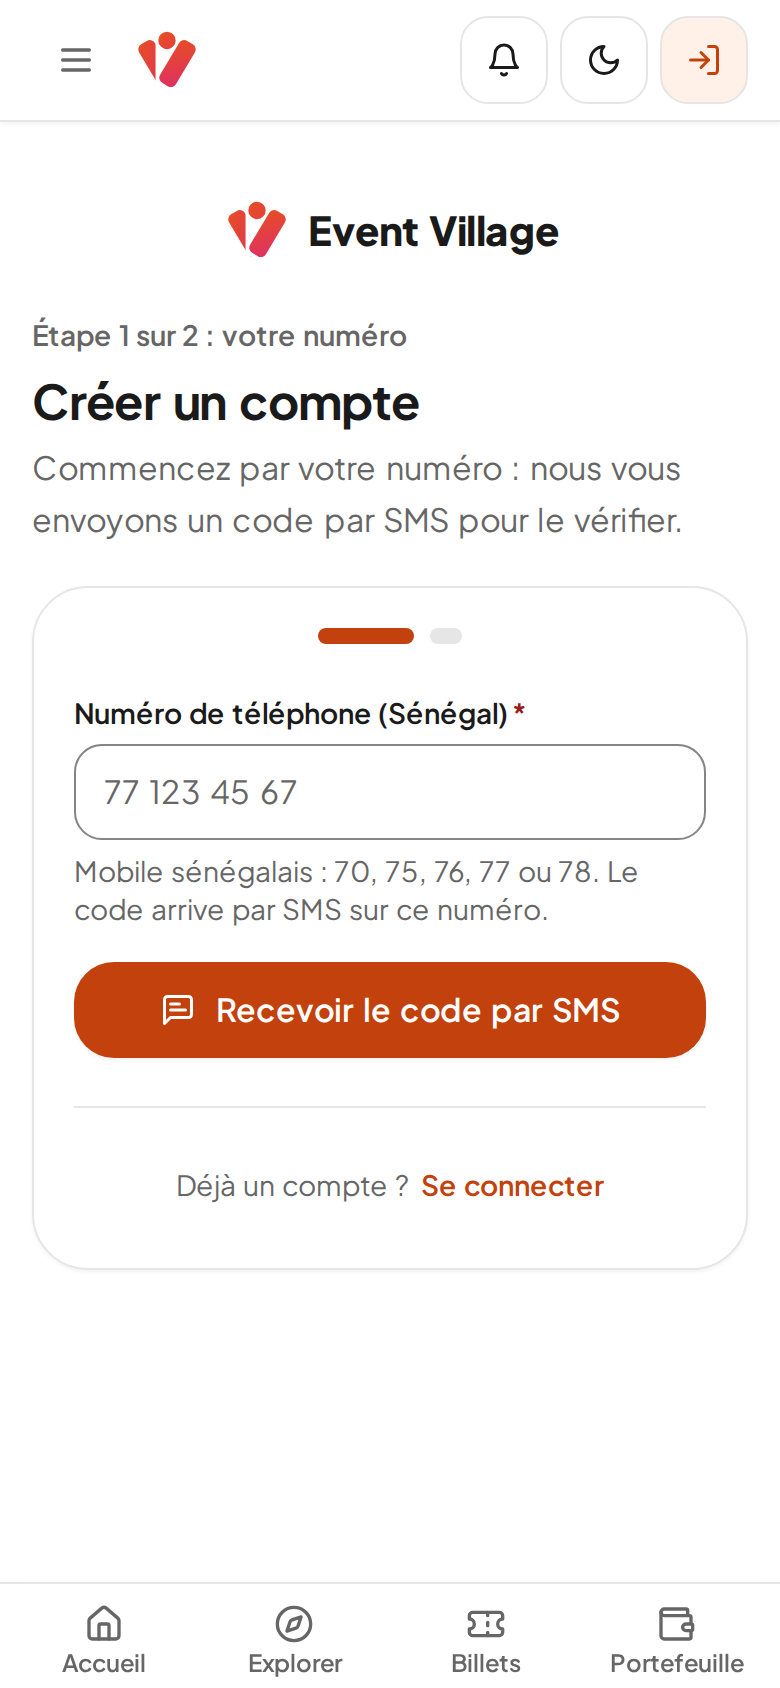 Event Village
Étape 1 sur 2 : votre numéro
Créer un compte
Commencez par votre numéro : nous vous
envoyons un code par SMS pour le vérifier.
Numéro de téléphone (Sénégal) *
77 123 45 67
Mobile sénégalais : 70, 75, 76, 77 ou 78. Le
code arrive par SMS sur ce numéro.
Recevoir le code par SMS
Déjà un compte ? Se connecter
Accueil
Explorer
Billets
Portefeuille